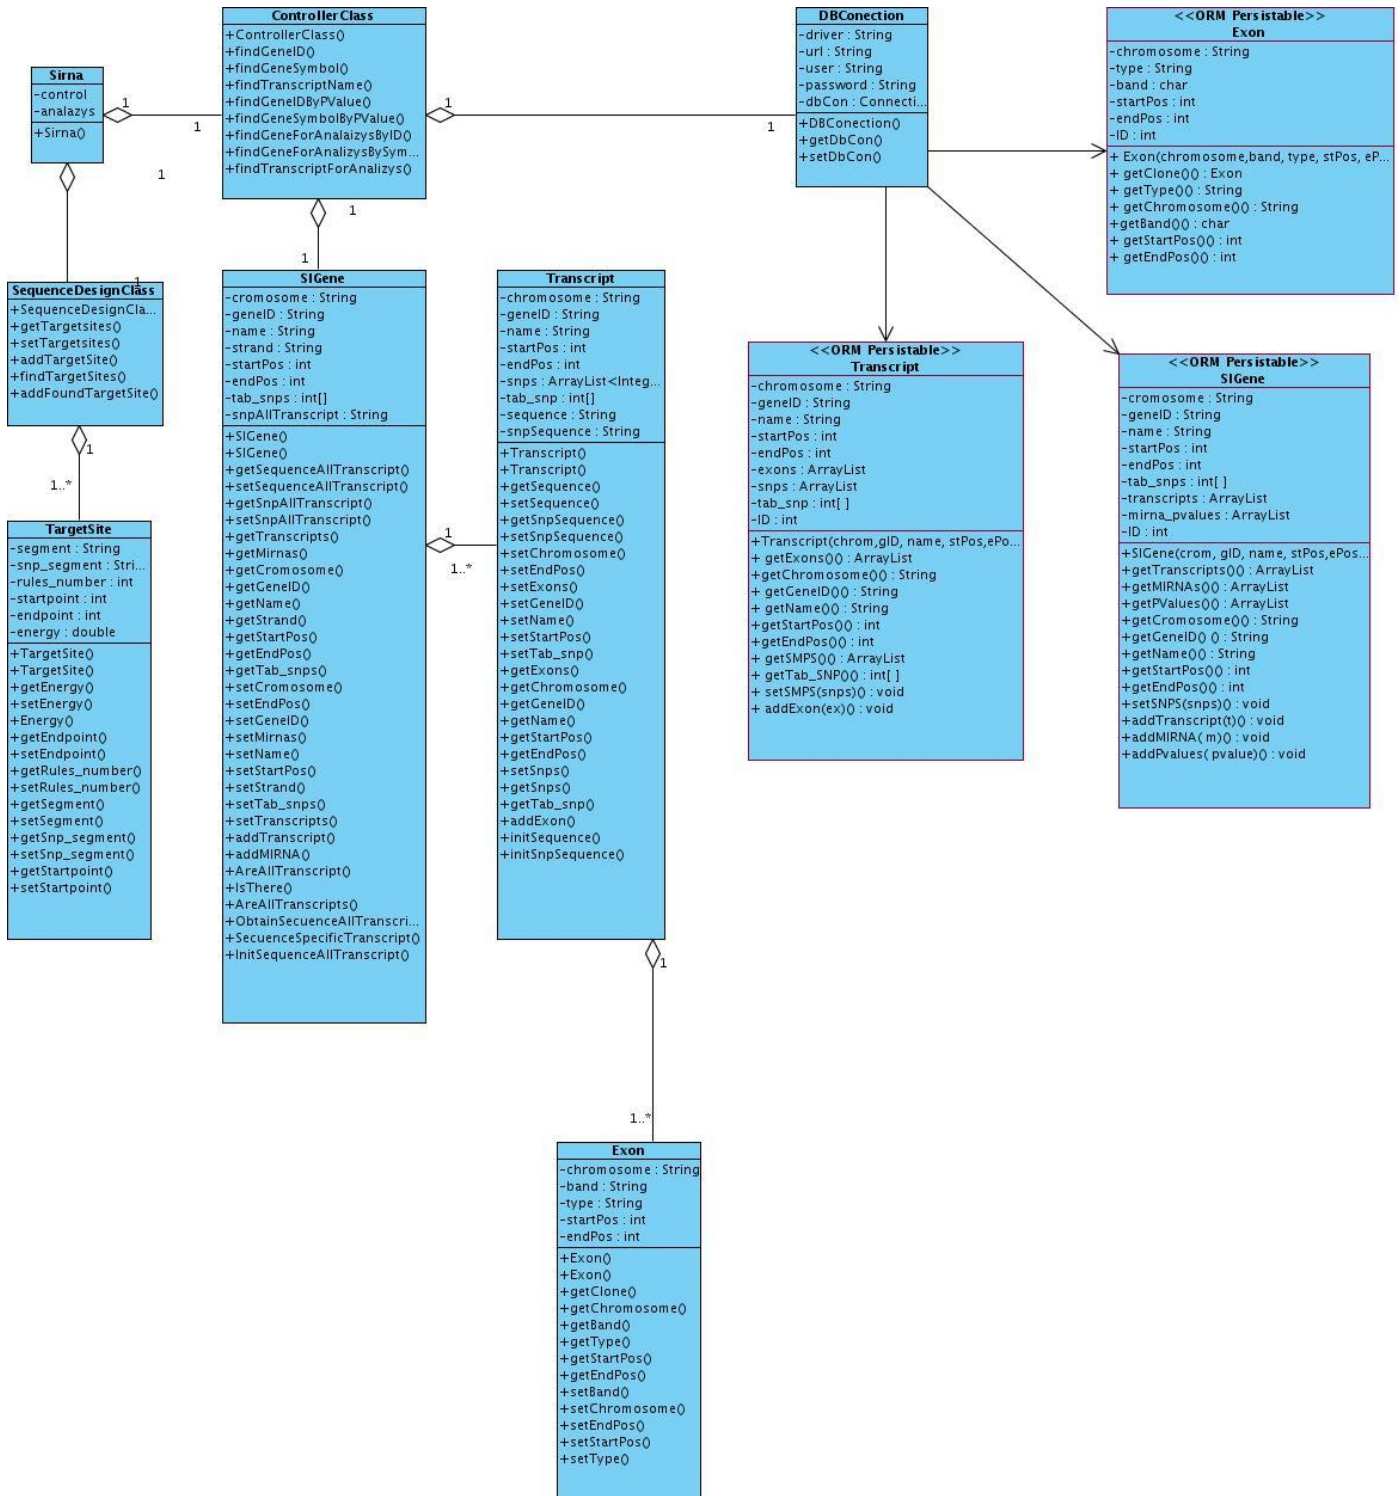 Sirna
-control
-analazys
+Sirna()
1
1
ControllerClass
+ControllerClass()
+findGeneID()
+findGeneSymbol()
+findTranscriptName()
+findGeneIDByPValue()
+findGeneSymbolByPValue()
+findGeneForAnalaizysByID()
+findGeneForAnalizysBySym...
+findTranscriptForAnalizys()
1
1
DBConection
-driver : String
-url : String
-user : String
-password : String
-dbCon : Connecti...
+DBConection()
+getDbCon()
+setDbCon()
<<ORM Persistable>>
Exon
-chromosome : String
-type : String
-band : char
-startPos : int
-endPos : int
-ID : int
+ Exon(chromosome,band, type, stPos, eP...
+ getClone()() : Exon
+ getType()() : String
+ getChromosome()() : String
+getBand()() : char
+ getStartPos()() : int
+ getEndPos()() : int
1
1
1
1
SequenceDesignClass
+SequenceDesignCla...
+getTargetsites()
+setTargetsites()
+addTargetSite()
+findTargetSites()
+addFoundTargetSite()
1
1..*
TargetSite
-segment : String
-snp_segment : Stri...
-rules_number : int
-startpoint : int
-endpoint : int
-energy : double
+TargetSite()
+TargetSite()
+getEnergy()
+setEnergy()
+Energy()
+getEndpoint()
+setEndpoint()
+getRules_number()
+setRules_number()
+getSegment()
+setSegment()
+getSnp_segment()
+setSnp_segment()
+getStartpoint()
+setStartpoint()
SIGene
-cromosome : String
-geneID : String
-name : String
-strand : String
-startPos : int
-endPos : int
-tab_snps : int[]
-snpAllTranscript : String
+SIGene()
+SIGene()
+getSequenceAllTranscript()
+setSequenceAllTranscript()
+getSnpAllTranscript()
+setSnpAllTranscript()
+getTranscripts()
+getMirnas()
+getCromosome()
+getGeneID()
+getName()
+getStrand()
+getStartPos()
+getEndPos()
+getTab_snps()
+setCromosome()
+setEndPos()
+setGeneID()
+setMirnas()
+setName()
+setStartPos()
+setStrand()
+setTab_snps()
+setTranscripts()
+addTranscript()
+addMIRNA()
+AreAllTranscript()
+IsThere()
+AreAllTranscripts()
+ObtainSecuenceAllTranscri...
+SecuenceSpecificTranscript()
+InitSequenceAllTranscript()
1
1..*
Transcript
-chromosome : String
-geneID : String
-name : String
-startPos : int
-endPos : int
-snps : ArrayList<Integ...
-tab_snp : int[]
-sequence : String
-snpSequence : String
+Transcript()
+Transcript()
+getSequence()
+setSequence()
+getSnpSequence()
+setSnpSequence()
+setChromosome()
+setEndPos()
+setExons()
+setGeneID()
+setName()
+setStartPos()
+setTab_snp()
+getExons()
+getChromosome()
+getGeneID()
+getName()
+getStartPos()
+getEndPos()
+setSnps()
+getSnps()
+getTab_snp()
+addExon()
+initSequence()
+initSnpSequence()
<<ORM Persistable>>
Transcript
-chromosome : String
-geneID : String
-name : String
-startPos : int
-endPos : int
-exons : ArrayList
-snps : ArrayList
-tab_snp : int[ ]
-ID : int
+Transcript(chrom,gID, name, stPos,ePo...
+ getExons()() : ArrayList
+getChromosome()() : String
+ getGeneID()() : String
+ getName()() : String
+getStartPos()() : int
+getEndPos()() : int
+ getSMPS()() : ArrayList
+ getTab_SNP()() : int[ ]
+ setSMPS(snps)() : void
+ addExon(ex)() : void
<<ORM Persistable>>
SIGene
-cromosome : String
-geneID : String
-name : String
-startPos : int
-endPos : int
-tab_snps : int[ ]
-transcripts : ArrayList
-mirna_pvalues : ArrayList
-ID : int
+SIGene(crom, gID, name, stPos,ePos...
+getTranscripts()() : ArrayList
+getMIRNAs()() : ArrayList
+getPValues()() : ArrayList
+getCromosome()() : String
+getGeneID() () : String
+getName()() : String
+getStartPos()() : int
+getEndPos()() : int
+setSNPS(snps)() : void
+addTranscript(t)() : void
+addMIRNA( m)() : void
+addPvalues( pvalue)() : void
1
1..*
Exon
-chromosome : String
-band : String
-type : String
-startPos : int
-endPos : int
+Exon()
+Exon()
+getClone()
+getChromosome()
+getBand()
+getType()
+getStartPos()
+getEndPos()
+setBand()
+setChromosome()
+setEndPos()
+setStartPos()
+setType()